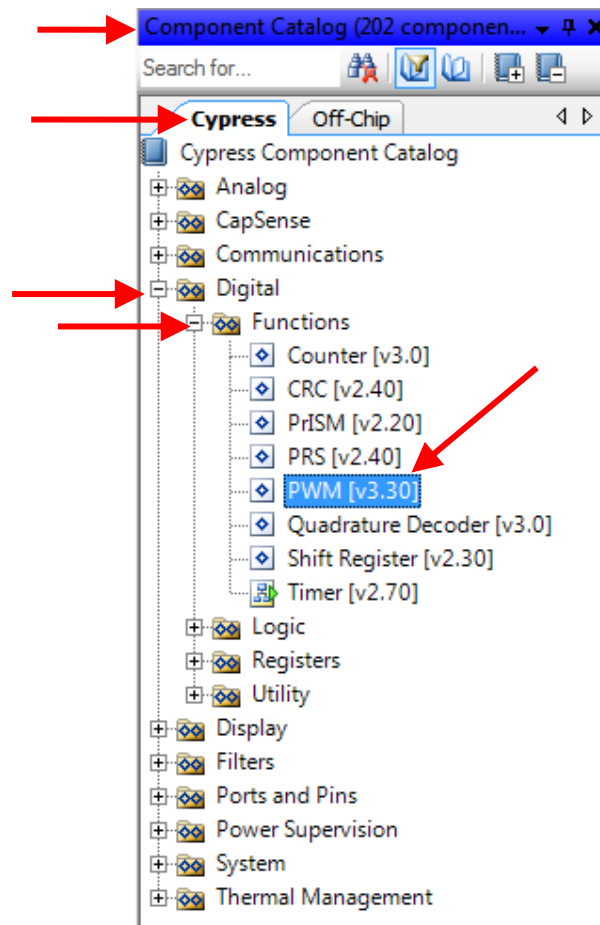 Component Catalog (202 componen...
Search for...
Cypress Off-Chip
Cypress Component Catalog
Analog
CapSense
Communications
Digital
Functions
Counter [v3.0]
CRC [v2.40]
PrISM [v2.20]
PRS [v2.40]
PWM [v3.30]
Quadrature Decoder [v3.0]
Shift Register [v2.30]
Timer [v2.70]
Logic
Registers
Utility
Display
Filters
Ports and Pins
Power Supervision
System
Thermal Management